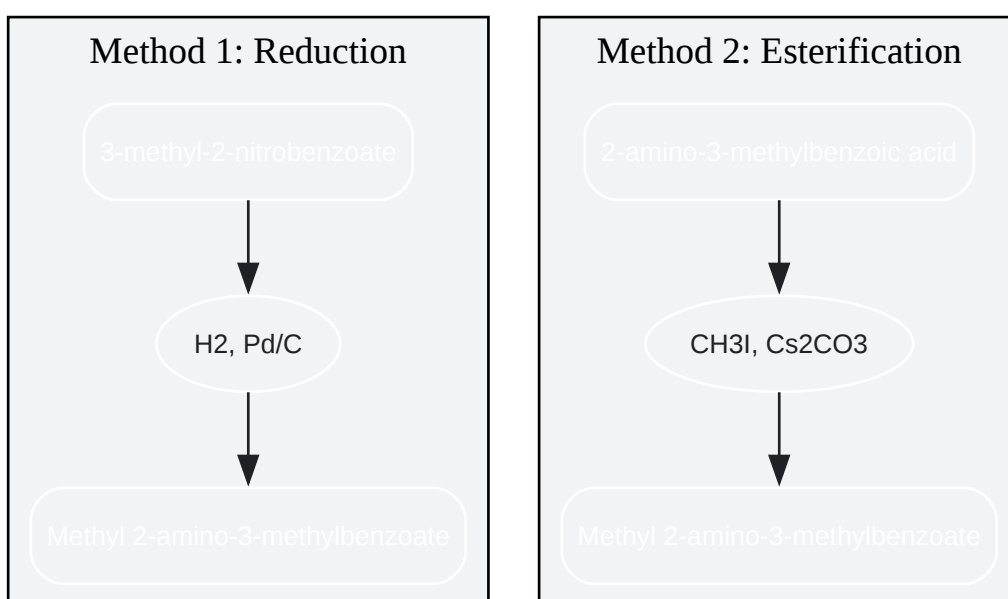 Method 1: Reduction
3-methyl-2-nitrobenzoate
H2, Pd/C
Methyl 2-amino-3-methylbenzoate
Method 2: Esterification
2-amino-3-methylbenzoic acid
CH3I, Cs2CO3
Methyl 2-amino-3-methylbenzoate